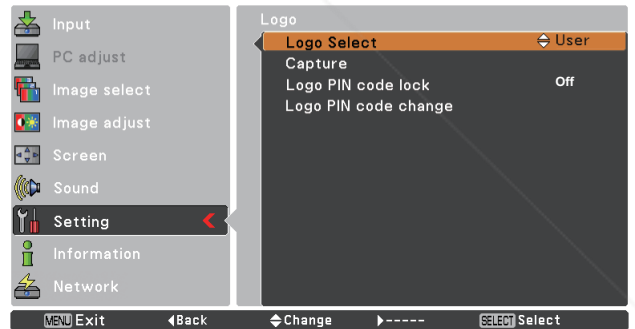 Input
PC adjust
Image select
Image adjust
Screen
Sound
Setting
Information
Network
Logo
Logo Select User
Capture
Logo PIN code lock Off
Logo PIN code change
MENU Exit Back Change ----- SELECT Select